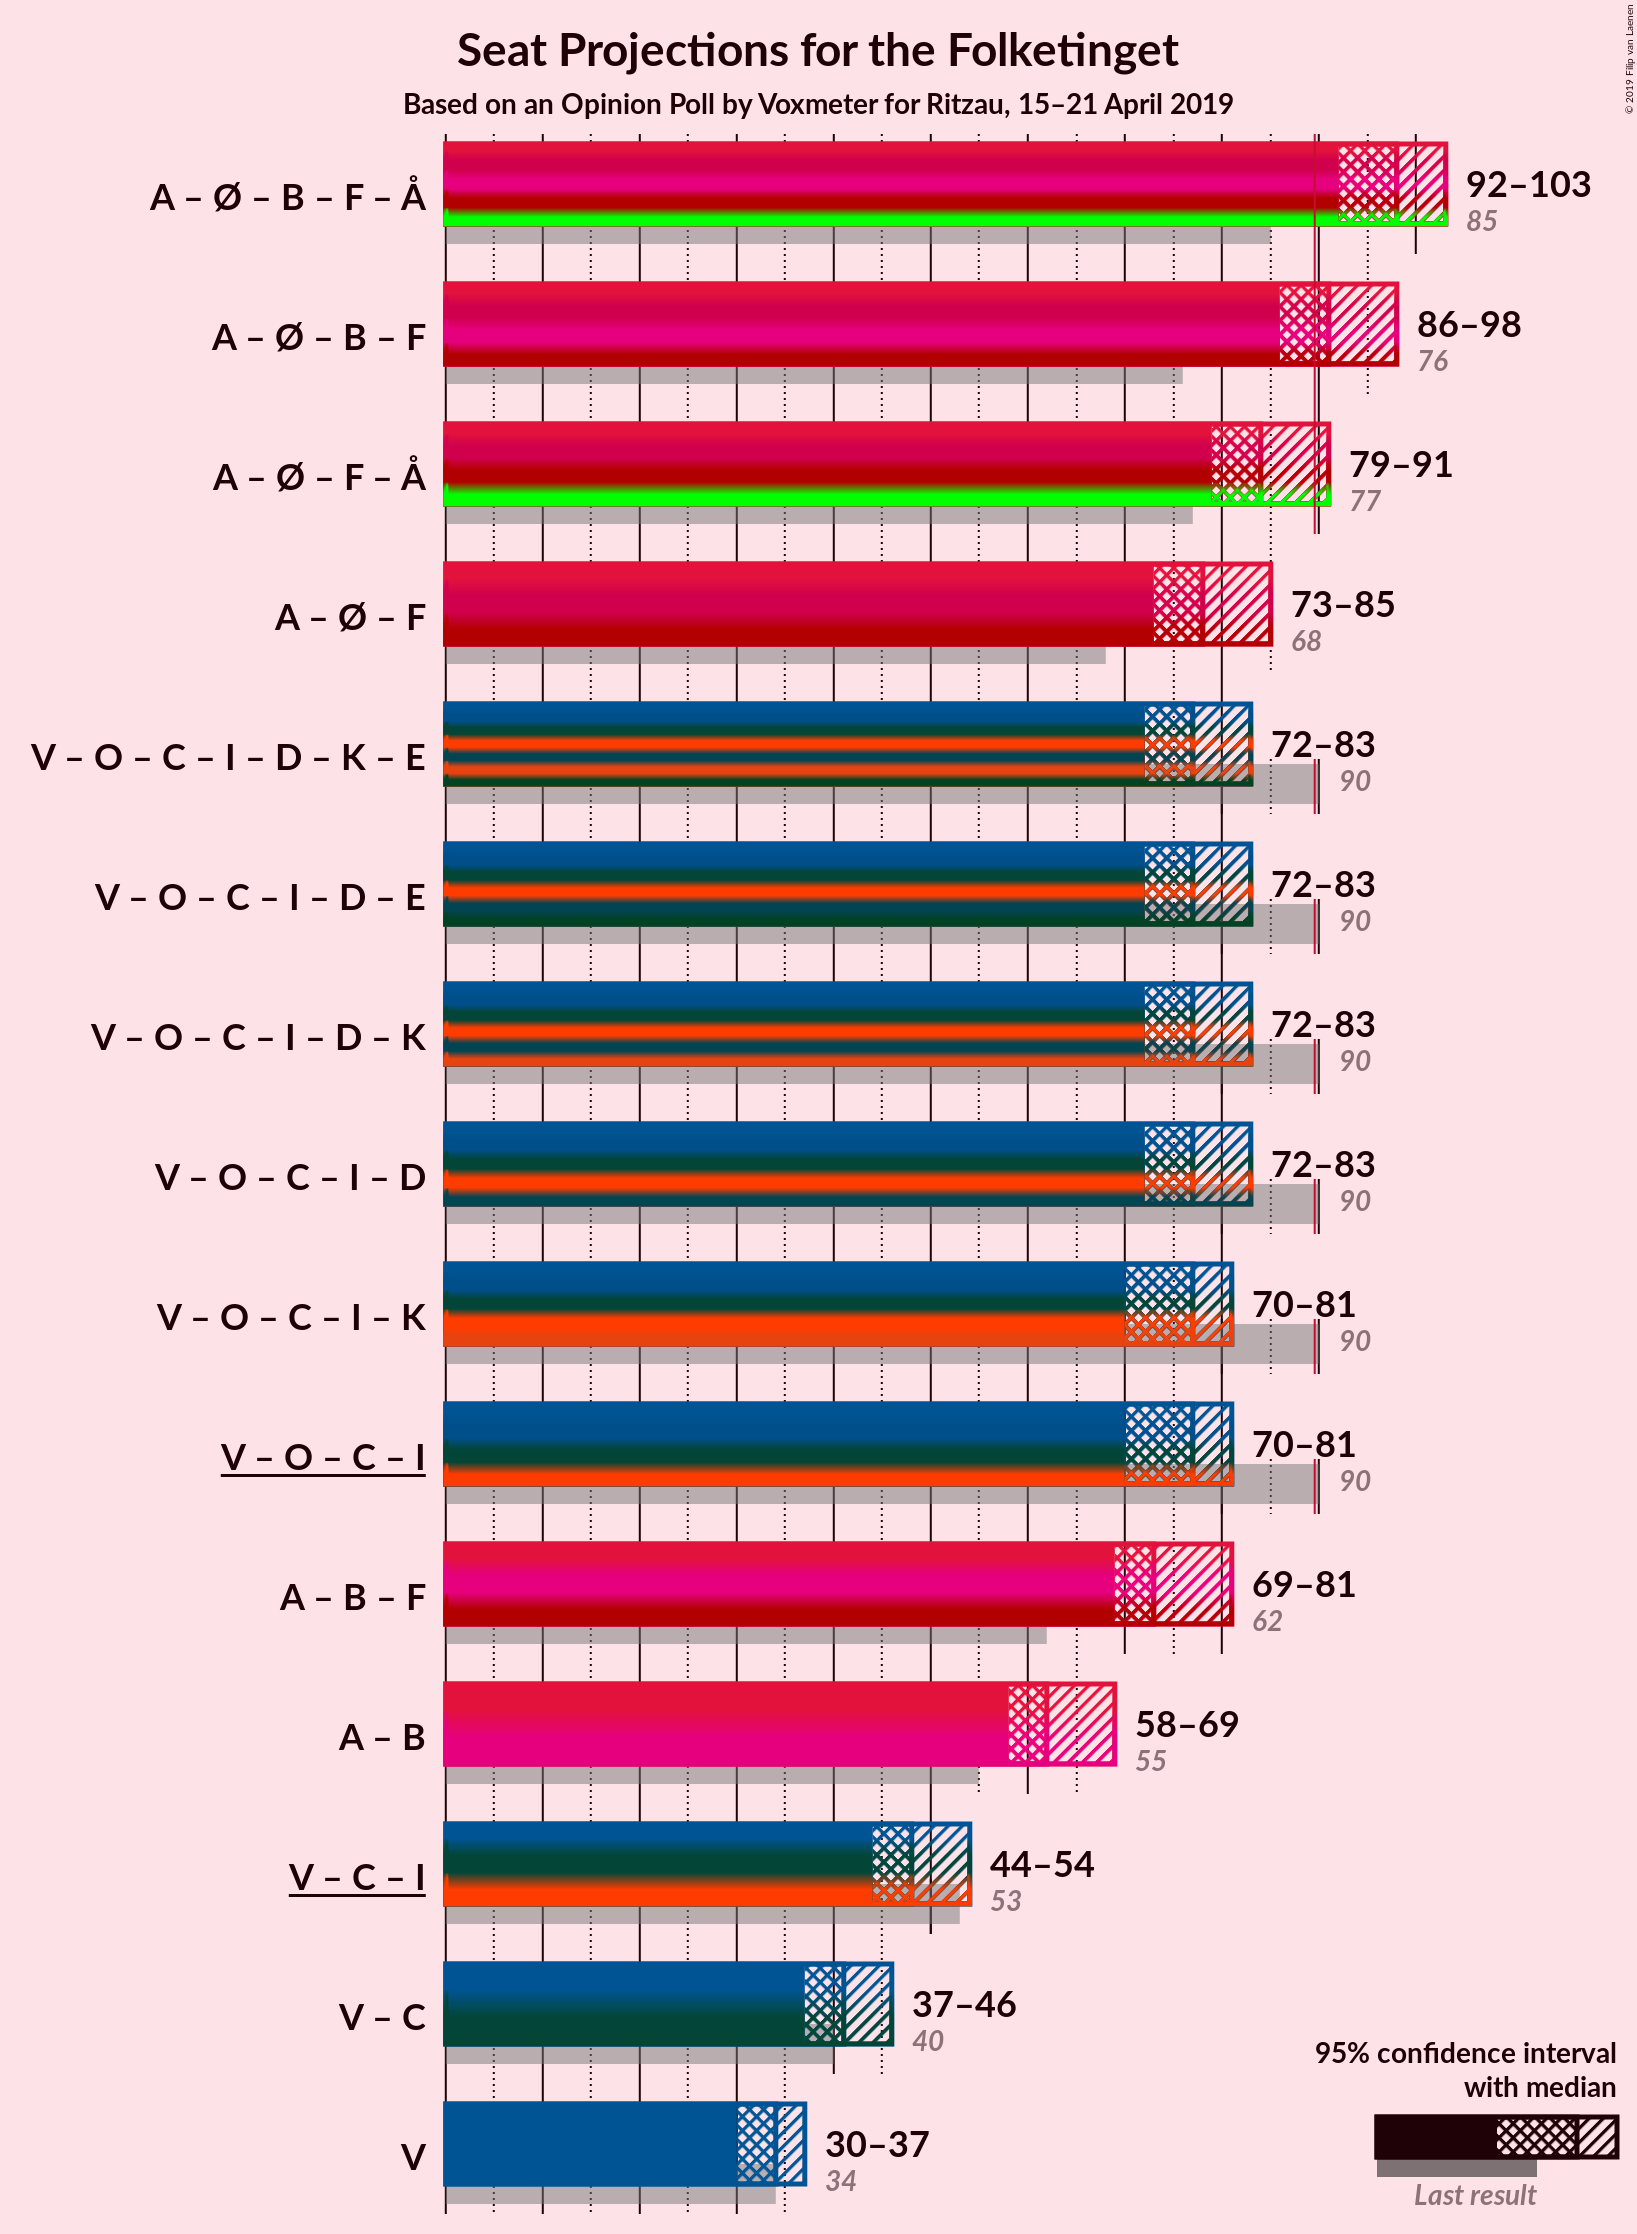 Seat Projections for the Folketinget
Based on an Opinion Poll by Voxmeter for Ritzau, 15–21 April 2019
© 2019 Filip van Laenen
A – Ø – B – F – Å
92–103
85
A – Ø – B – F
86–98
76
A – Ø – F – Å
79–91
77
A – Ø – F
73–85
68
V – O – C – I – D – K – E
72–83
90
V – O – C – I – D – E
72–83
90
V – O – C – I – D – K
72–83
90
V – O – C – I – D
72–83
90
V – O – C – I – K
70–81
90
V – O – C – I
70–81
90
A – B – F
69–81
62
A – B
58–69
55
V – C – I
44–54
53
V – C
37–46
40
V
30–37
34
95% confidence interval
with median
Last result